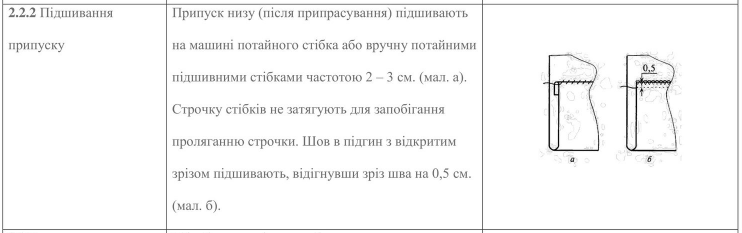 2.2.2 Підшивання
припуску
Припуск низу (після припрасування) підшивають
на машині потайного стібка або вручну потайними
підшивними стібками частотою 2 – 3 см. (мал. а).
Строчку стібків не затягують для запобігання
проляганню строчки. Шов в підгин з відкритим
зрізом підшивають, відігнувши зріз шва на 0,5 см.
(мал. б).
0,5
а
б